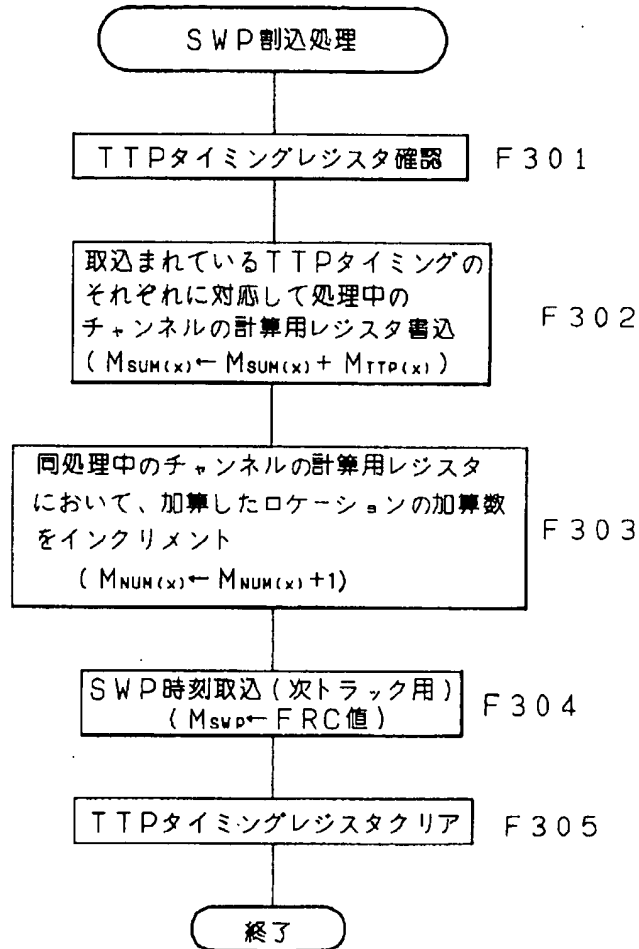 SWP割込処理
TTPタイミングレジスタ確認 F301
取込まれているTTPタイミングの
それぞれに対応して処理中の
チャンネルの計算用レジスタ書込
(MSUM(x)←MSUM(x)+MTTP(x))
F302
同処理中のチャンネルの計算用レジスタ
において、加算したロケーションの加算数
をインクリメント
(MNUM(x)←MNUM(x)+1)
F303
SWP時刻取込(次トラック用)
(MSWP←FRC値)
F304
TTPタイミングレジスタクリア F305
終了